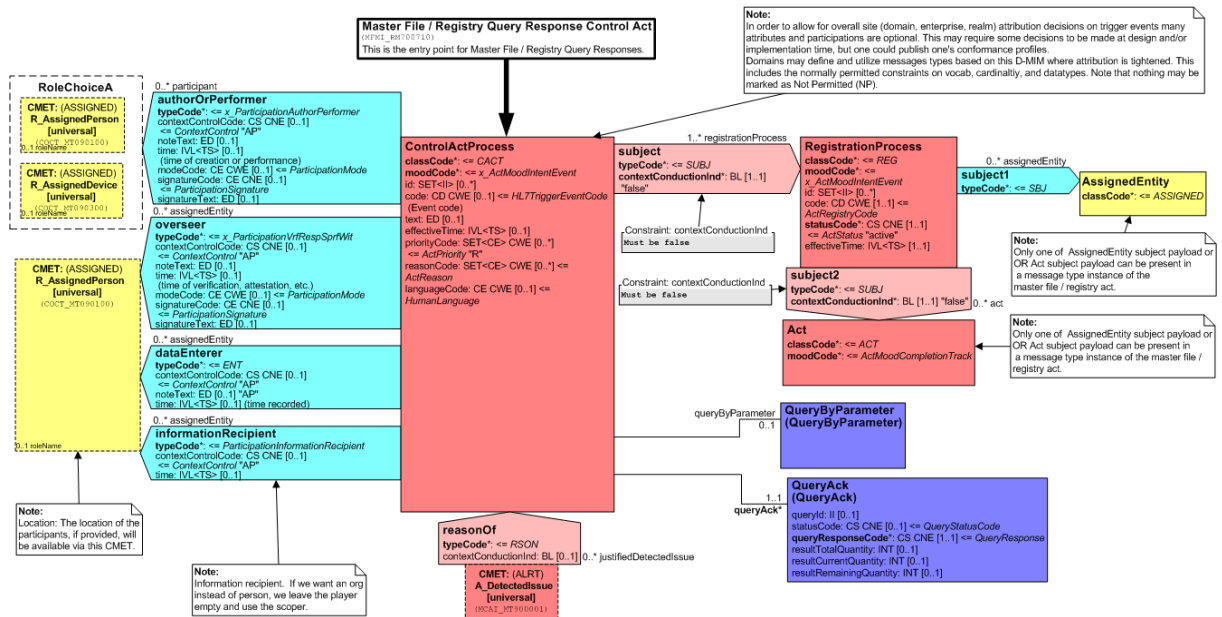 Master File / Registry Query Response Control Act
(MFMI_RM700710)
This is the entry point for Master File / Registry Query Responses.
Note:
In order to allow for overall site (domain, enterprise, realm) attribution decisions on trigger events many
attributes and participations are optional. This may require some decisions to be made at design and/or
implementation time, but one could publish one's conformance profiles.
Domains may define and utilize messages types based on this D-MIM where attribution is tightened. This
includes the normally permitted constraints on vocab, cardinaltiy, and datatypes. Note that nothing may be
marked as Not Permitted (NP).
RoleChoiceA
CMET: (ASSIGNED)
R_AssignedPerson
[universal]
(COCT_MT090100)
0..1 roleName
CMET: (ASSIGNED)
R_AssignedDevice
[universal]
(COCT_MT090300)
0..1 roleName
0..* participant
authorOrPerformer
typeCode*: <= x_ParticipationAuthorPerformer
contextControlCode: CS CNE [0..1]
<= ContextControl "AP"
noteText: ED [0..1]
time: IVL<TS> [0..1]
(time of creation or performance)
modeCode: CE CWE [0..1] <= ParticipationMode
signatureCode: CE CNE [0..1]
<= ParticipationSignature
signatureText: ED [0..1]
0..* assignedEntity
overseer
typeCode*: <= x_ParticipationVrfRespSprfWit
contextControlCode: CS CNE [0..1]
<= ContextControl "AP"
noteText: ED [0..1]
time: IVL<TS> [0..1]
(time of verification, attestation, etc.)
modeCode: CE CWE [0..1] <= ParticipationMode
signatureCode: CE CNE [0..1]
<= ParticipationSignature
signatureText: ED [0..1]
0..* assignedEntity
dataEnterer
typeCode*: <= ENT
contextControlCode: CS CNE [0..1]
<= ContextControl "AP"
noteText: ED [0..1] "AP"
time: IVL<TS> [0..1] (time recorded)
0..* assignedEntity
informationRecipient
typeCode*: <= ParticipationInformationRecipient
contextControlCode: CS CNE [0..1]
<= ContextControl "AP"
time: IVL<TS> [0..1]
CMET: (ASSIGNED)
R_AssignedPerson
[universal]
(COCT_MT090100)
0..1 roleName
Note:
Location: The location of the
participants, if provided, will
be available via this CMET.
Note:
Information recipient. If we want an org
instead of person, we leave the player
empty and use the scoper.
ControlActProcess
classCode*: <= CACT
moodCode*: <= x_ActMoodIntentEvent
id: SET<II> [0..*]
code: CD CWE [0..1] <= HL7TriggerEventCode
(Event code)
text: ED [0..1]
effectiveTime: IVL<TS> [0..1]
priorityCode: SET<CE> CWE [0..*]
<= ActPriority "R"
reasonCode: SET<CE> CWE [0..*] <=
ActReason
languageCode: CE CWE [0..1] <=
HumanLanguage
reasonOf
typeCode*: <= RSON
contextConductionInd: BL [0..1]
0..* justifiedDetectedIssue
CMET: (ALRT)
A_DetectedIssue
[universal]
(MCAI_MT900001)
1..* registrationProcess
subject
typeCode*: <= SUBJ
contextConductionInd*: BL [1..1]
"false"
Constraint: contextConductionInd
Must be false
Constraint: contextConductionInd
Must be false
RegistrationProcess
classCode*: <= REG
moodCode*: <=
x_ActMoodIntentEvent
id: SET<II> [0..*]
code: CD CWE [1..1] <=
ActRegistryCode
statusCode*: CS CNE [1..1]
<= ActStatus "active"
effectiveTime: IVL<TS> [1..1]
0..* assignedEntity
subject1
typeCode*: <= SBJ
AssignedEntity
classCode*: <= ASSIGNED
Note:
Only one of AssignedEntity subject payload or
OR Act subject payload can be present in
a message type instance of the
master file / registry act.
subject2
typeCode*: <= SUBJ
contextConductionInd*: BL [1..1] "false"
0..* act
Act
classCode*: <= ACT
moodCode*: <= ActMoodCompletionTrack
Note:
Only one of AssignedEntity subject payload or
OR Act subject payload can be present in
a message type instance of the master file /
registry act.
queryByParameter
0..1
QueryByParameter
(QueryByParameter)
1..1
queryAck*
QueryAck
(QueryAck)
queryId: II [0..1]
statusCode: CS CNE [0..1] <= QueryStatusCode
queryResponseCode*: CS CNE [1..1] <= QueryResponse
resultTotalQuantity: INT [0..1]
resultCurrentQuantity: INT [0..1]
resultRemainingQuantity: INT [0..1]